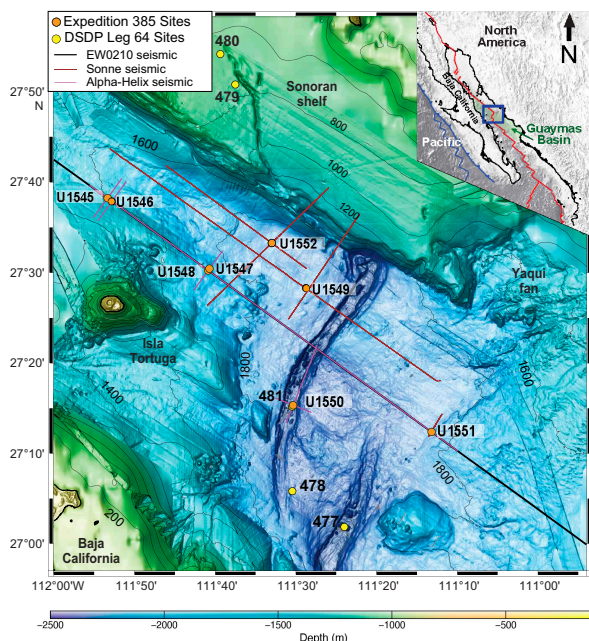 Expedition 385 Sites
DSDP Leg 64 Sites
EW0210 seismic
Sonne seismic
Alpha-Helix seismic
North
America
N
Baja California
Pacific
Guaymas
Basin
480
479
Sonoran
shelf
800
1000
1200
1600
27°50'
N
27°40'
27°30'
27°20'
27°10'
27°00'
U1545
U1546
U1552
U1548
U1547
U1549
Yaqui
fan
Isla
Tortuga
1800
1600
1400
481
U1550
U1551
1800
478
477
200
Baja
California
112°00'W
111°50'
111°40'
111°30'
111°20'
111°10'
111°00'
−2500
−2000
−1500
−1000
−500
Depth (m)